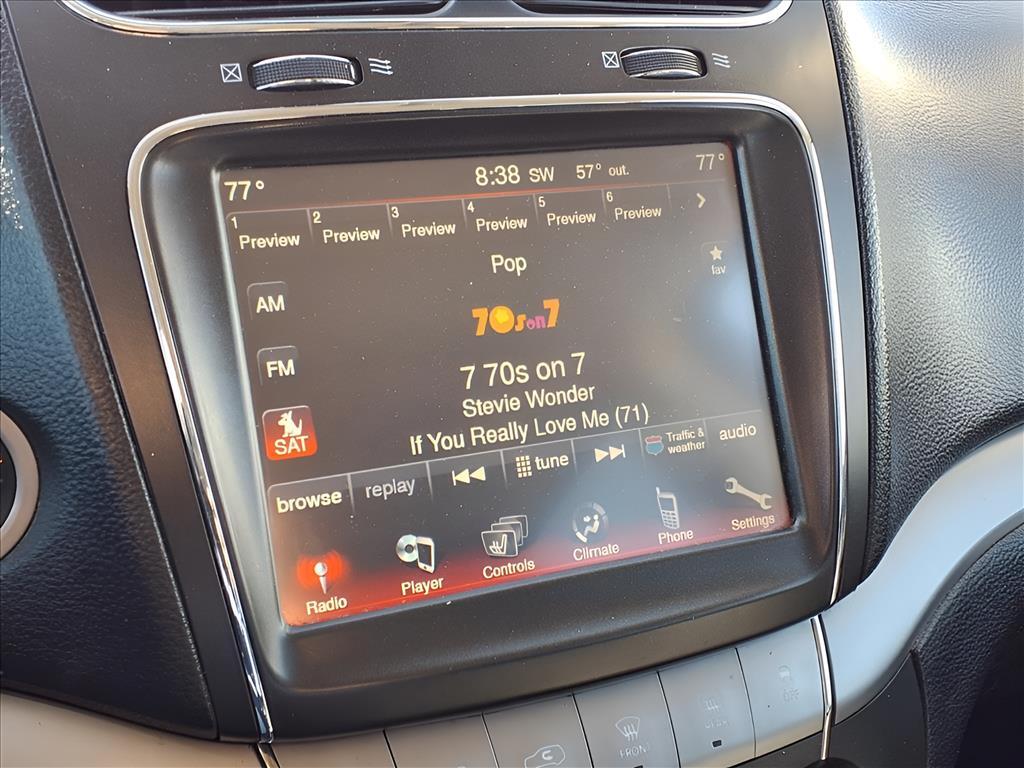 77° 8:38 SW 57° out. 77°
1 Preview 2 Preview 3 Preview 4 Preview 5 Preview 6 Preview
Pop
fav
AM
70s on 7
FM
7 70s on 7
Stevie Wonder
SAT
If You Really Love Me (71)
browse replay tune Traffic & weather audio
Radio Player Controls Climate Phone Settings
FRONT
OFF